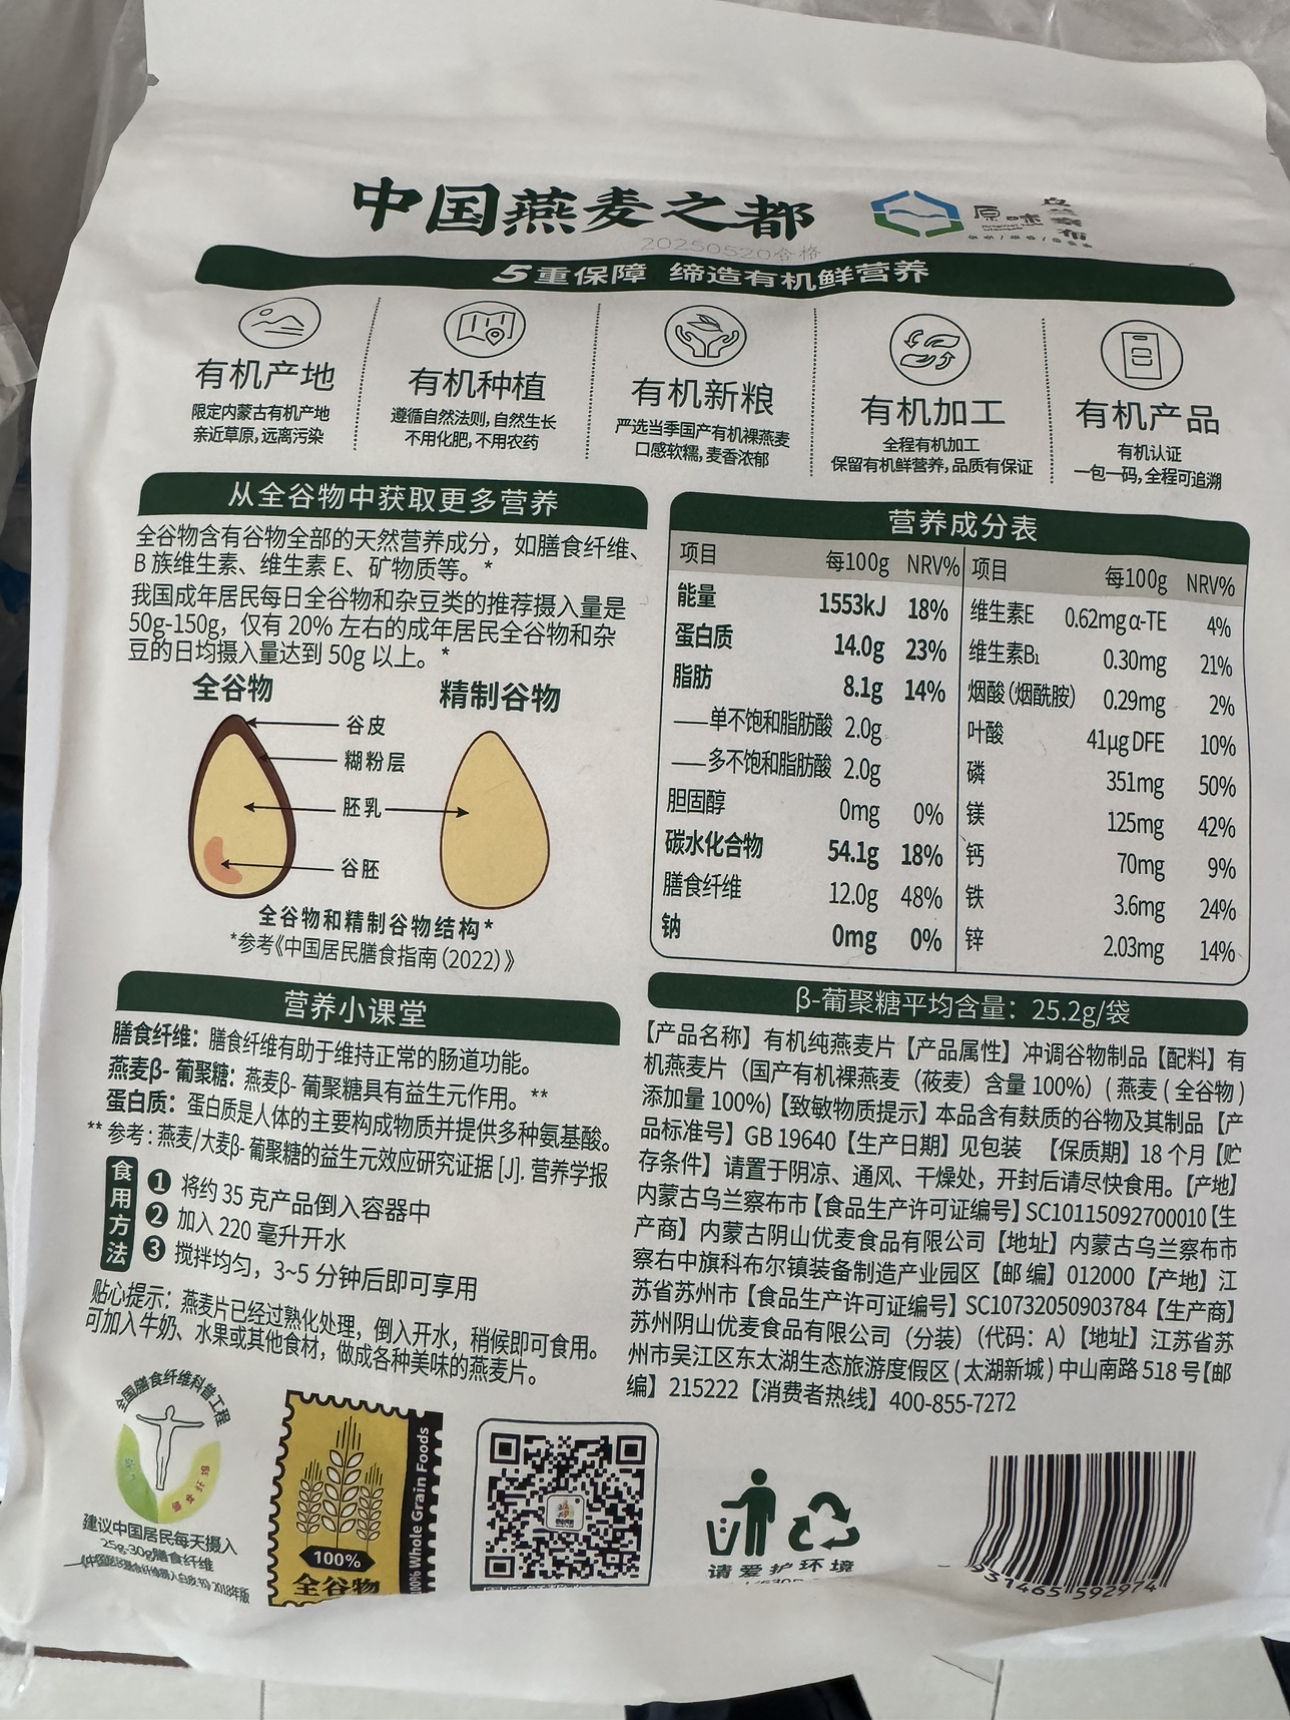 中国燕麦之都
原味
乌兰察布
20250520合格
5重保障 缔造有机鲜营养
有机产地
限定内蒙古有机产地
亲近草原,远离污染
有机种植
遵循自然法则,自然生长
不用化肥,不用农药
有机新粮
严选当季国产有机裸燕麦
口感软糯,麦香浓郁
有机加工
全程有机加工
保留有机鲜营养,品质有保证
有机产品
有机认证
一包一码,全程可追溯
从全谷物中获取更多营养
全谷物含有谷物全部的天然营养成分，如膳食纤维、
B 族维生素、维生素 E、矿物质等。*
我国成年居民每日全谷物和杂豆类的推荐摄入量是
50g-150g，仅有 20% 左右的成年居民全谷物和杂
豆的日均摄入量达到 50g 以上。*
全谷物 精制谷物
谷皮
糊粉层
胚乳
谷胚
全谷物和精制谷物结构*
*参考《中国居民膳食指南（2022）》
营养成分表
项目 每100g NRV% 项目 每100g NRV%
能量 1553kJ 18% 维生素E 0.62mg α-TE 4%
蛋白质 14.0g 23% 维生素B₁ 0.30mg 21%
脂肪 8.1g 14% 烟酸（烟酰胺） 0.29mg 2%
——单不饱和脂肪酸 2.0g 叶酸 41μg DFE 10%
——多不饱和脂肪酸 2.0g 磷 351mg 50%
胆固醇 0mg 0% 镁 125mg 42%
碳水化合物 54.1g 18% 钙 70mg 9%
膳食纤维 12.0g 48% 铁 3.6mg 24%
钠 0mg 0% 锌 2.03mg 14%
营养小课堂
膳食纤维：膳食纤维有助于维持正常的肠道功能。
燕麦β- 葡聚糖：燕麦β- 葡聚糖具有益生元作用。**
蛋白质：蛋白质是人体的主要构成物质并提供多种氨基酸。
** 参考：燕麦/大麦β- 葡聚糖的益生元效应研究证据 [J]. 营养学报
食用方法
1 将约 35 克产品倒入容器中
2 加入 220 毫升开水
3 搅拌均匀，3~5 分钟后即可享用
贴心提示：燕麦片已经过熟化处理，倒入开水，稍候即可食用。
可加入牛奶、水果或其他食材，做成各种美味的燕麦片。
β-葡聚糖平均含量：25.2g/袋
【产品名称】有机纯燕麦片【产品属性】冲调谷物制品【配料】有
机燕麦片（国产有机裸燕麦（莜麦）含量 100%）( 燕麦 ( 全谷物 )
添加量 100%)【致敏物质提示】本品含有麸质的谷物及其制品【产
品标准号】GB 19640【生产日期】见包装 【保质期】18 个月【贮
存条件】请置于阴凉、通风、干燥处，开封后请尽快食用。【产地】
内蒙古乌兰察布市【食品生产许可证编号】SC10115092700010【生
产商】内蒙古阴山优麦食品有限公司【地址】内蒙古乌兰察布市
察右中旗科布尔镇装备制造产业园区【邮编】012000【产地】江
苏省苏州市【食品生产许可证编号】SC10732050903784【生产商】
苏州阴山优麦食品有限公司（分装）（代码：A）【地址】江苏省苏
州市吴江区东太湖生态旅游度假区 ( 太湖新城 ) 中山南路 518 号【邮
编】215222【消费者热线】400-855-7272
全国膳食纤维科普工程
建议中国居民每天摄入
25g-30g膳食纤维
100%
全谷物
100% Whole Grain Foods
请爱护环境
931465 592974